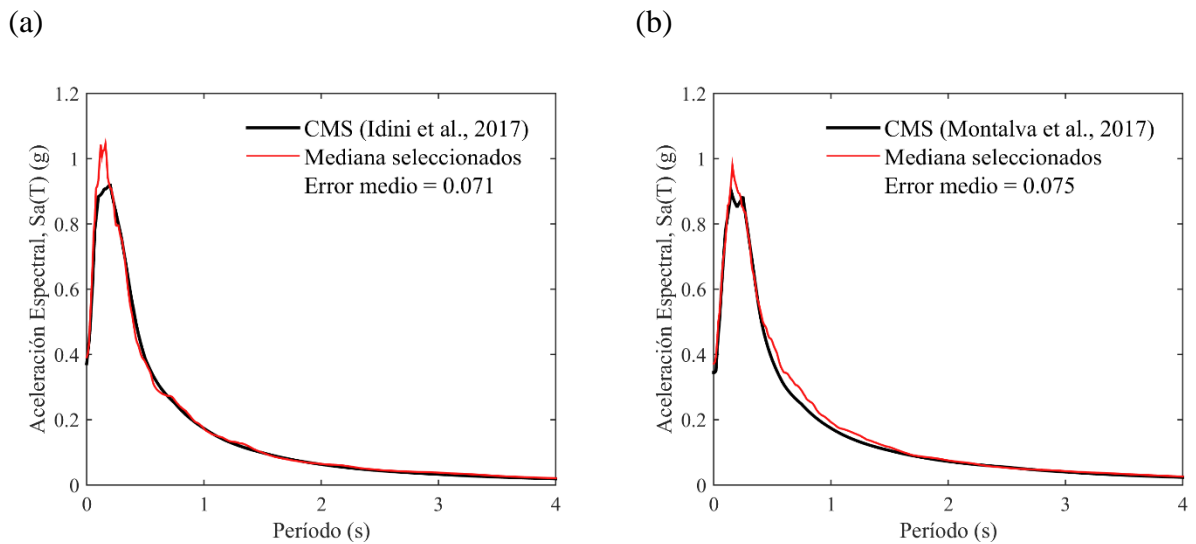 (a)
(b)
1.2
1
0.8
0.6
0.4
0.2
0
0
1
2
3
4
Aceleración Espectral, Sa(T) (g)
Período (s)
CMS (Idini et al., 2017)
Mediana seleccionados
Error medio = 0.071
1.2
1
0.8
0.6
0.4
0.2
0
0
1
2
3
4
Aceleración Espectral, Sa(T) (g)
Período (s)
CMS (Montalva et al., 2017)
Mediana seleccionados
Error medio = 0.075